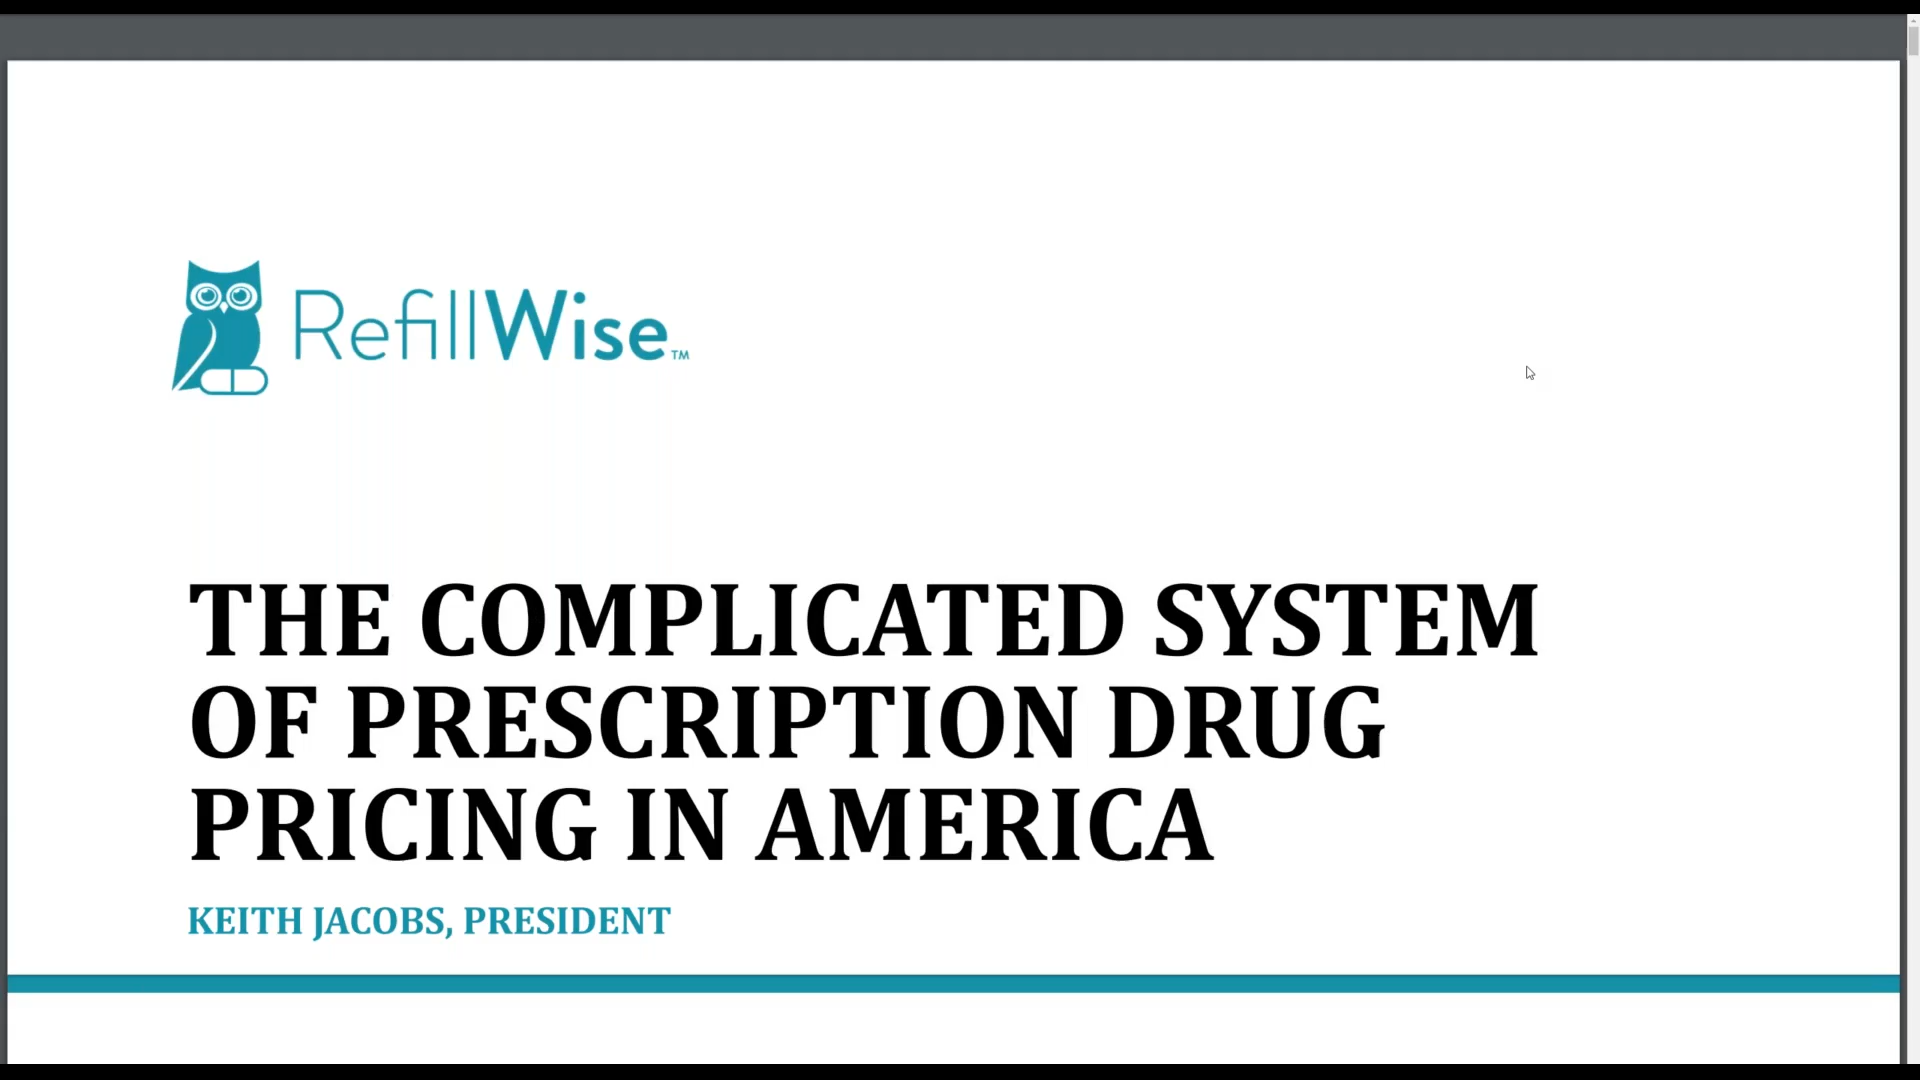 RefillWise™
THE COMPLICATED SYSTEM
OF PRESCRIPTION DRUG
PRICING IN AMERICA
KEITH JACOBS, PRESIDENT